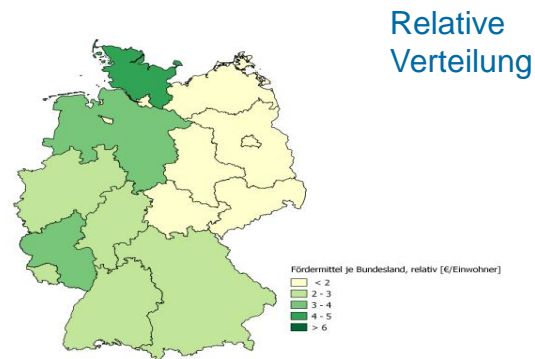 Relative
Verteilung
Fördermittel je Bundesland, relativ [€/Einwohner]
< 2
2 - 3
3 - 4
4 - 5
> 6